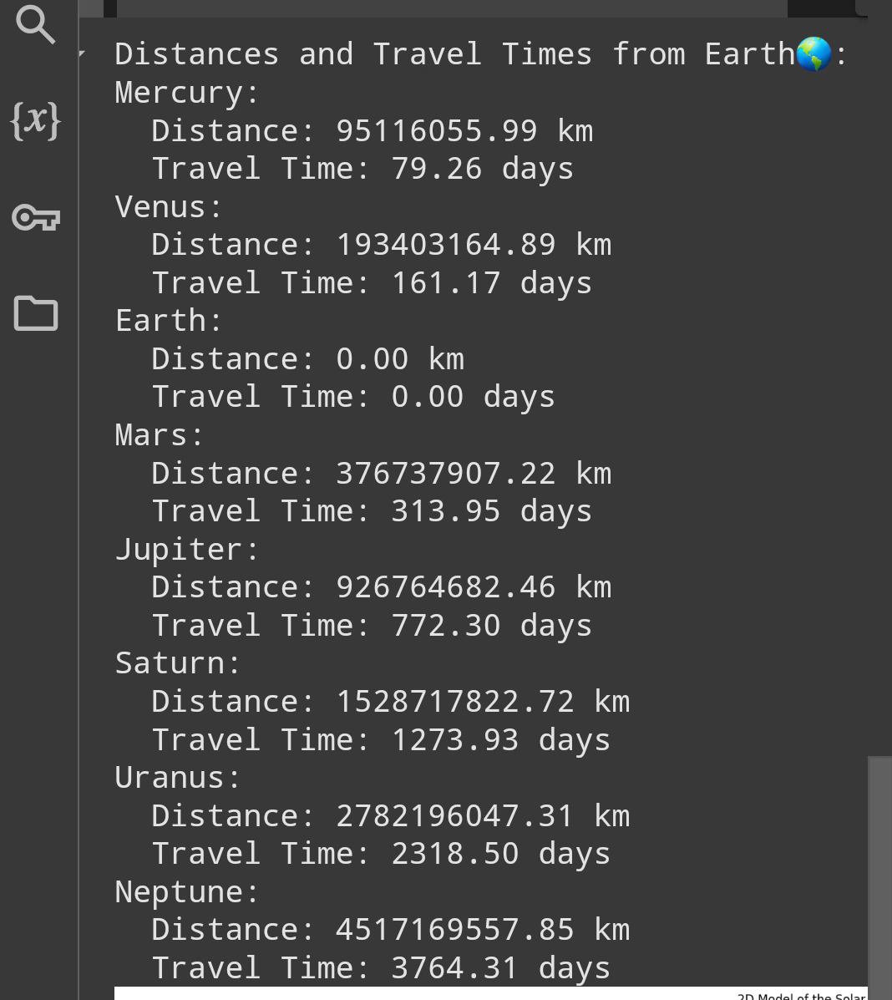 {x}
Distances and Travel Times from Earth🌎:
Mercury:
Distance: 95116055.99 km
Travel Time: 79.26 days
Venus:
Distance: 193403164.89 km
Travel Time: 161.17 days
Earth:
Distance: 0.00 km
Travel Time: 0.00 days
Mars:
Distance: 376737907.22 km
Travel Time: 313.95 days
Jupiter:
Distance: 926764682.46 km
Travel Time: 772.30 days
Saturn:
Distance: 1528717822.72 km
Travel Time: 1273.93 days
Uranus:
Distance: 2782196047.31 km
Travel Time: 2318.50 days
Neptune:
Distance: 4517169557.85 km
Travel Time: 3764.31 days
2D Model of the Solar